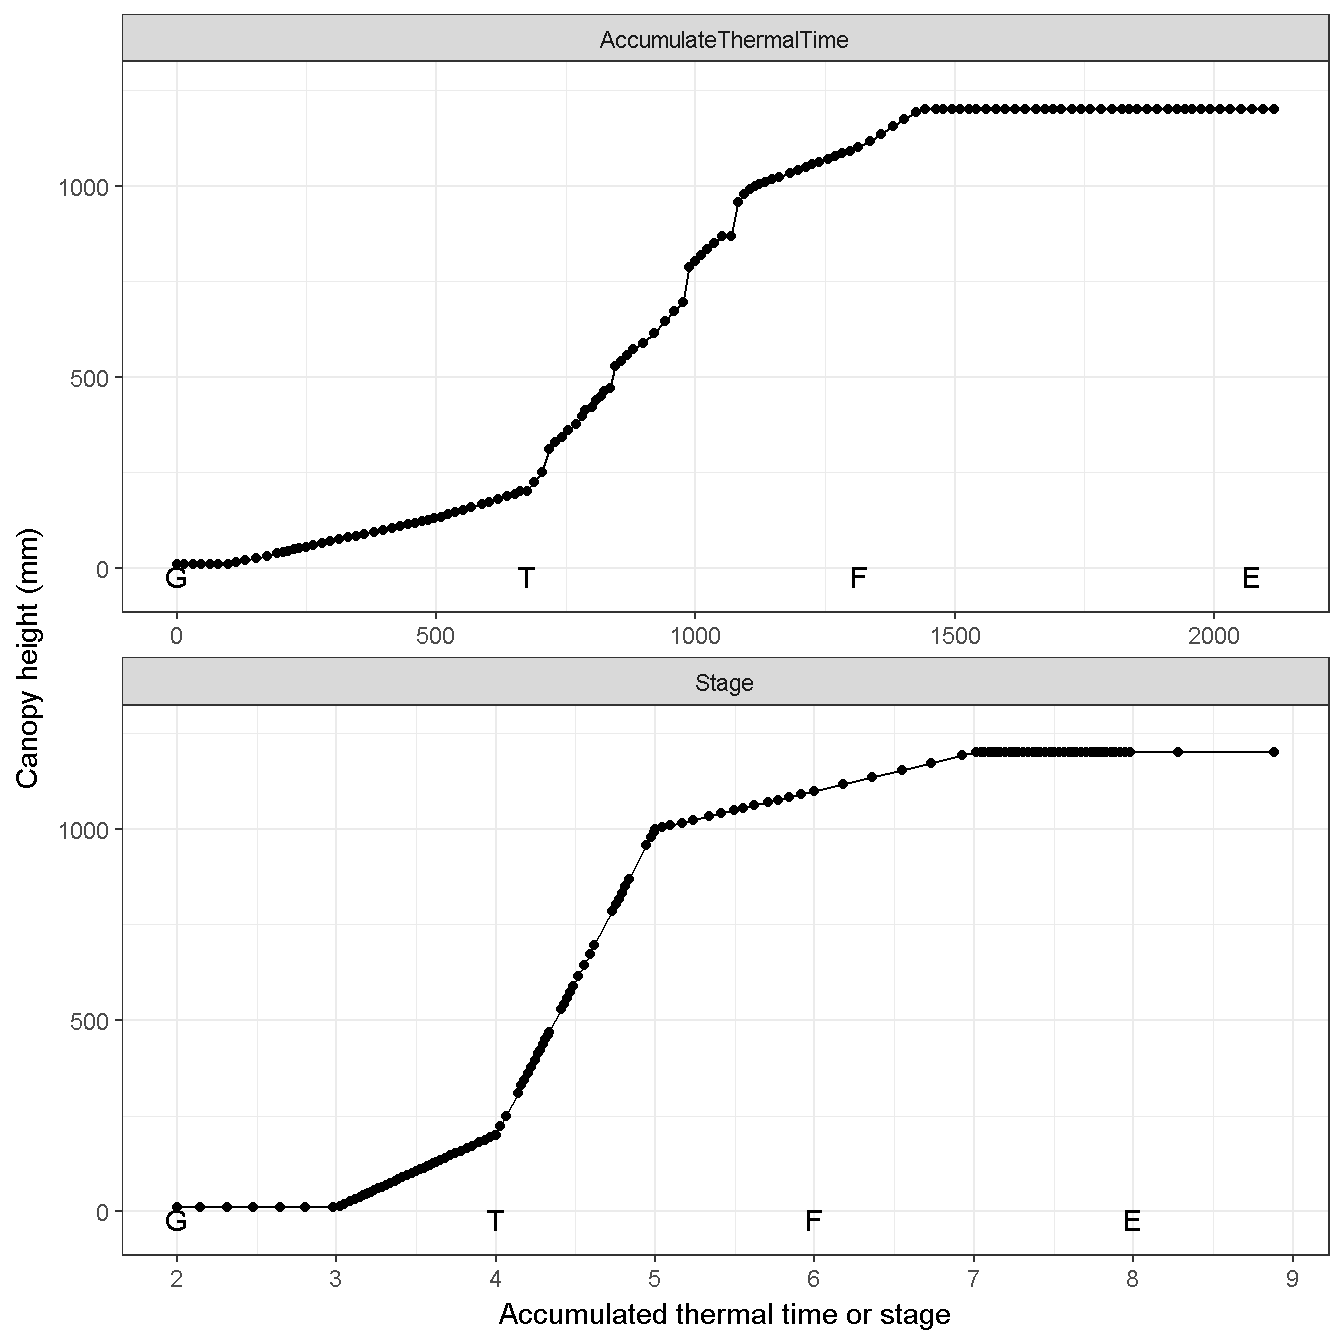 AccumulateThermalTime
1000
500
0
G T F E
0 500 1000 1500 2000
Canopy height (mm)
Stage
1000
500
0
G T F E
2 3 4 5 6 7 8 9
Accumulated thermal time or stage